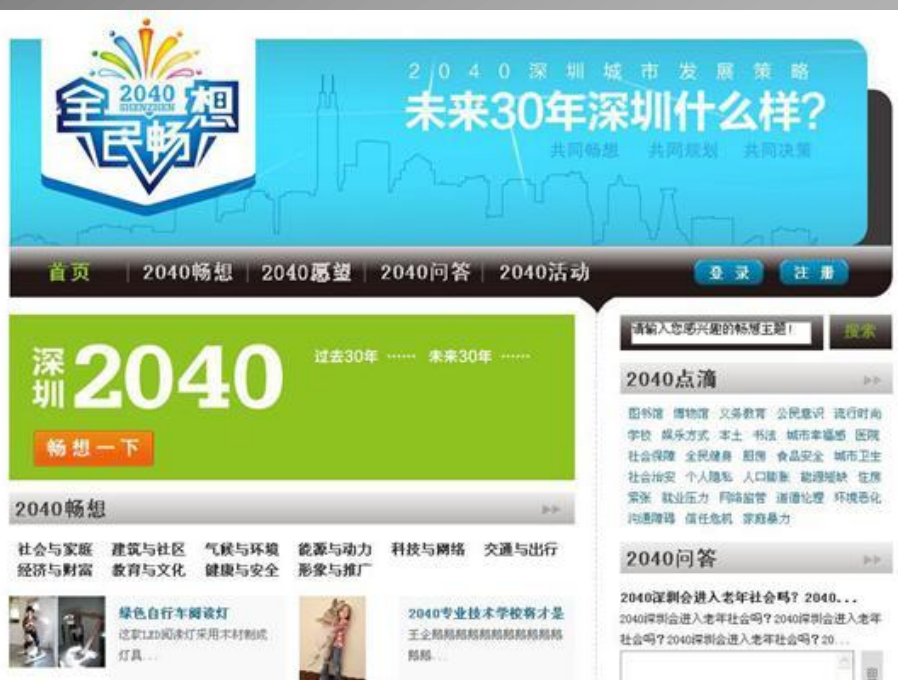 全民畅想
2040
SHENZHEN
2040深圳城市发展策略
未来30年深圳什么样?
共同畅想 共同规划 共同决策
首页 2040畅想 2040愿望 2040问答 2040活动 登录 注册
深圳2040
过去30年 …… 未来30年 ……
畅想一下
请输入您感兴趣的畅想主题! 搜索
2040点滴
图书馆 博物馆 义务教育 公民意识 流行时尚
学校 娱乐方式 本土 书法 城市幸福感 医院
社会保障 全民健身 厨房 食品安全 城市卫生
社会治安 个人隐私 人口膨胀 能源短缺 住房
紧张 就业压力 网络监管 道德伦理 环境恶化
沟通障碍 信任危机 家庭暴力
2040畅想
社会与家庭 建筑与社区 气候与环境 能源与动力 科技与网络 交通与出行
经济与财富 教育与文化 健康与安全 形象与推广
绿色自行车阅读灯
这款LED阅读灯采用木材制成
灯具...
2040专业技术学校将才是
王企鹅鹅鹅鹅鹅鹅鹅鹅鹅鹅鹅
鹅鹅...
2040问答
2040深圳会进入老年社会吗? 2040...
2040深圳会进入老年社会吗?2040深圳会进入老年
社会吗?2040深圳会进入老年社会吗?20...